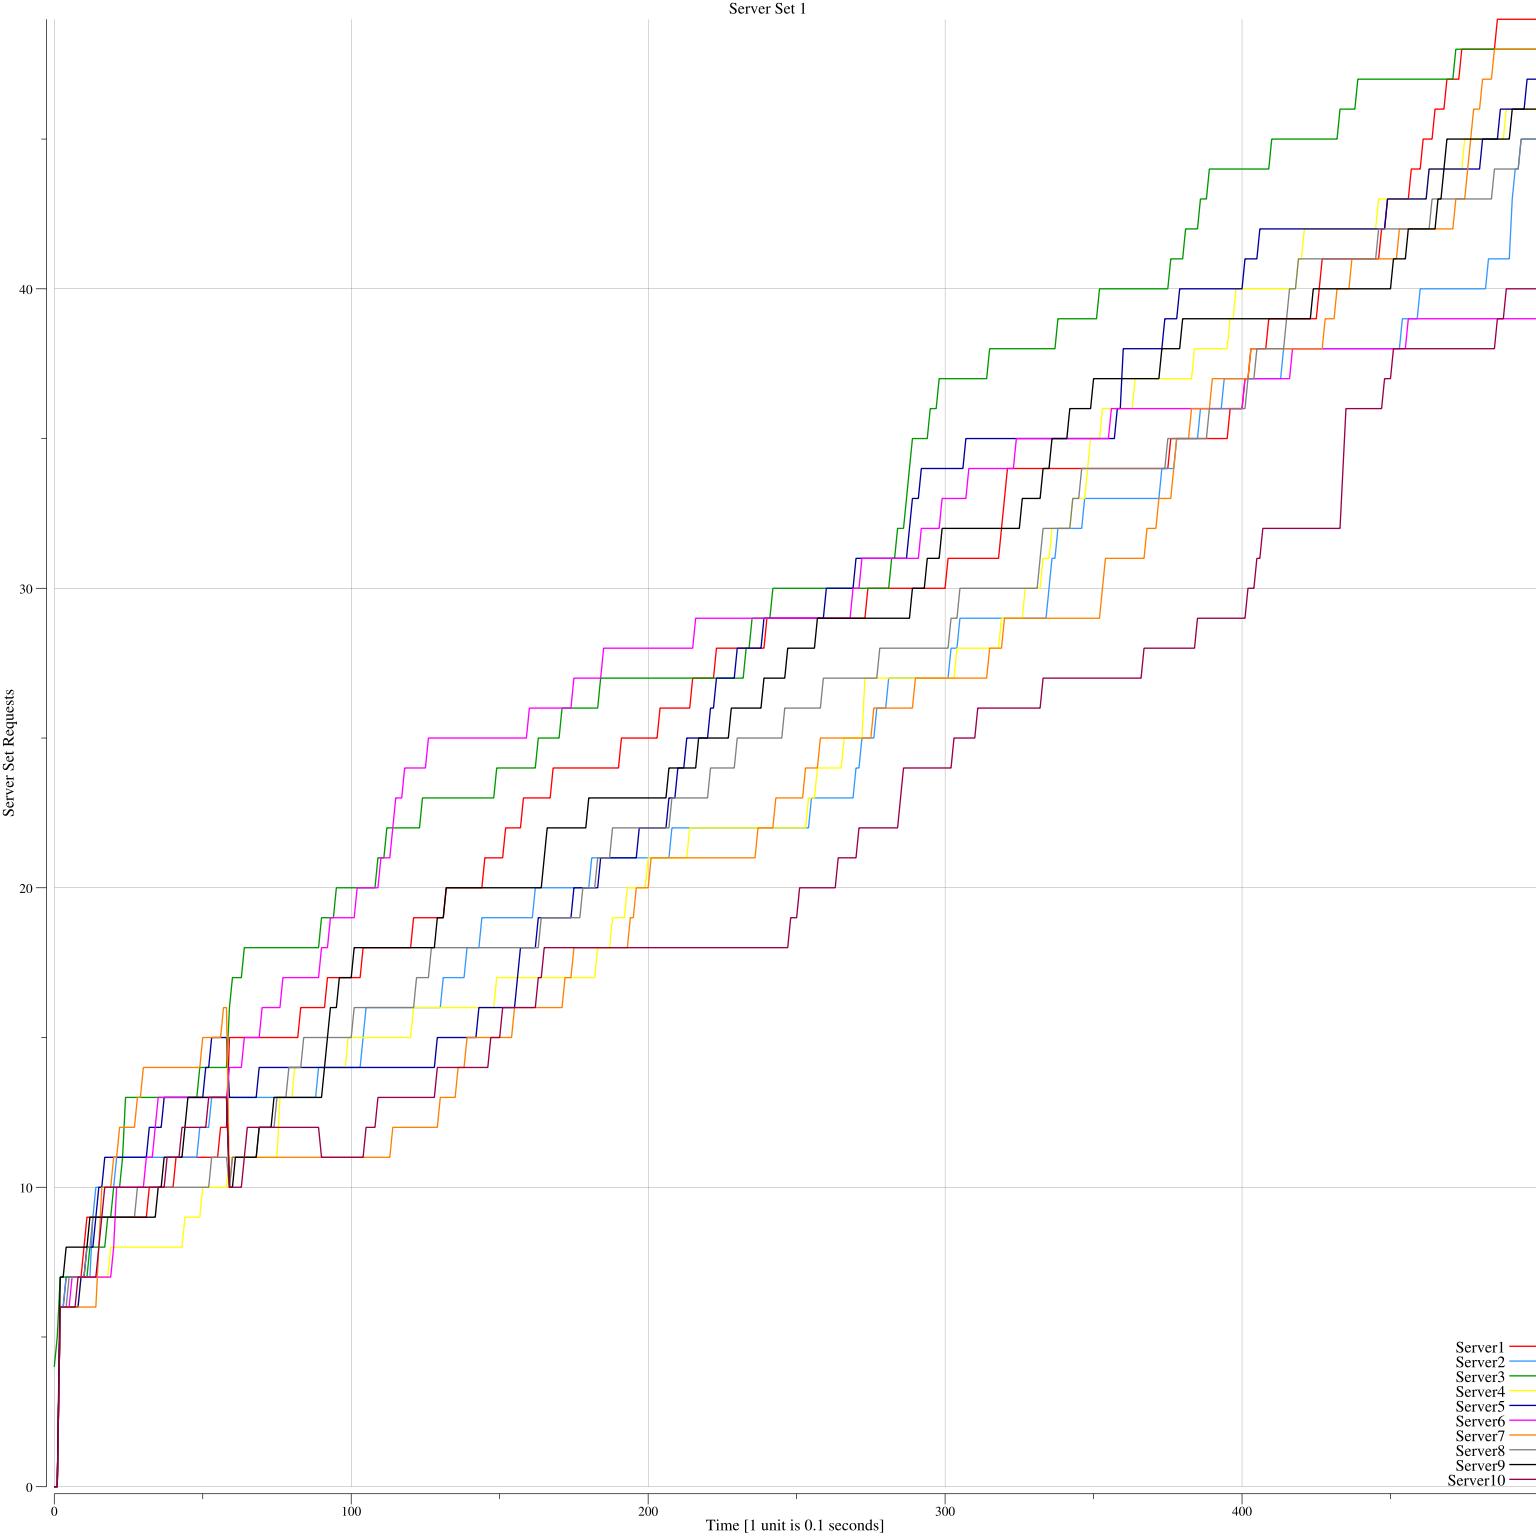 Server Set 1
Server Set Requests
40
30
20
10
0
0
100
200
300
400
Time [1 unit is 0.1 seconds]
Server1
Server2
Server3
Server4
Server5
Server6
Server7
Server8
Server9
Server10